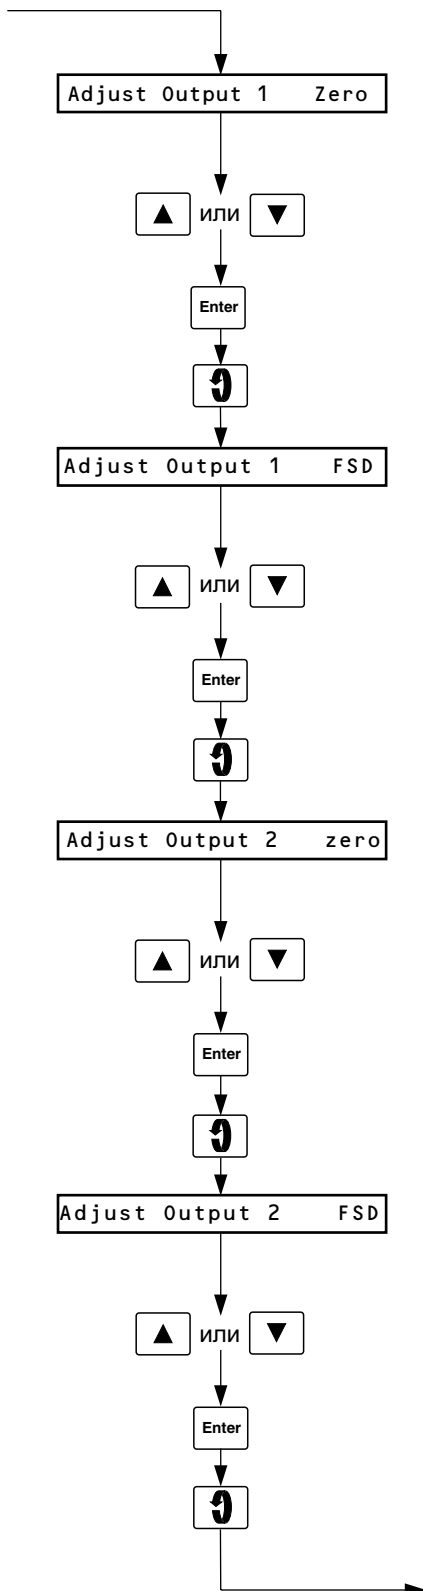 Adjust Output 1 Zero
▲ или ▼
Enter
Adjust Output 1 FSD
▲ или ▼
Enter
Adjust Output 2 zero
▲ или ▼
Enter
Adjust Output 2 FSD
▲ или ▼
Enter